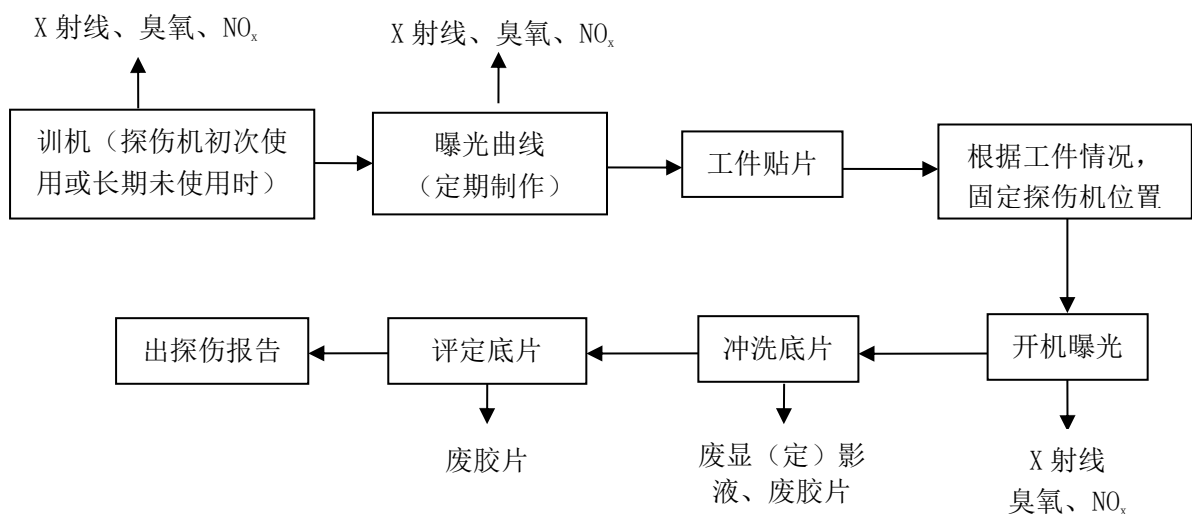 X 射线、臭氧、NOₓ
X 射线、臭氧、NOₓ
训机（探伤机初次使
用或长期未使用时）
曝光曲线
（定期制作）
工件贴片
根据工件情况，
固定探伤机位置
出探伤报告
评定底片
冲洗底片
开机曝光
废胶片
废显（定）影
液、废胶片
X 射线
臭氧、NOₓ